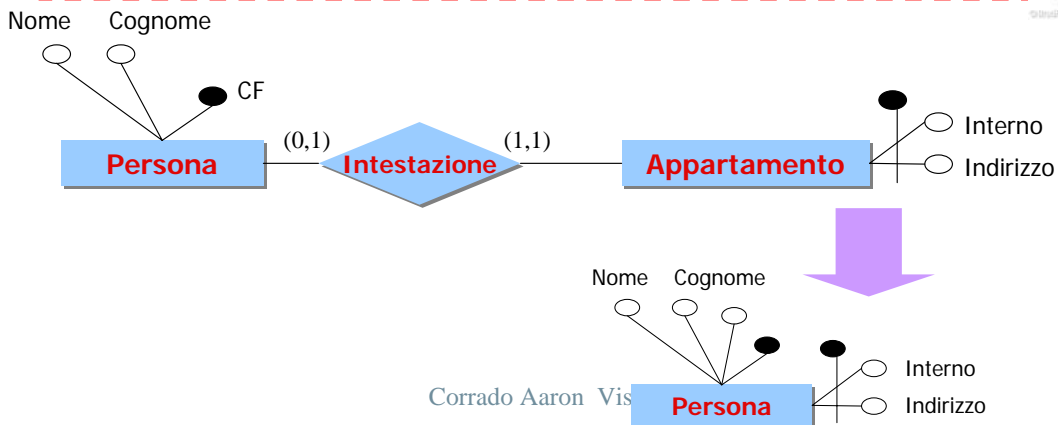 Nome Cognome
CF
(0,1) (1,1)
Persona Intestazione Appartamento
Interno
Indirizzo
Nome Cognome
Interno
Corrado Aaron Vis
Persona
Indirizzo